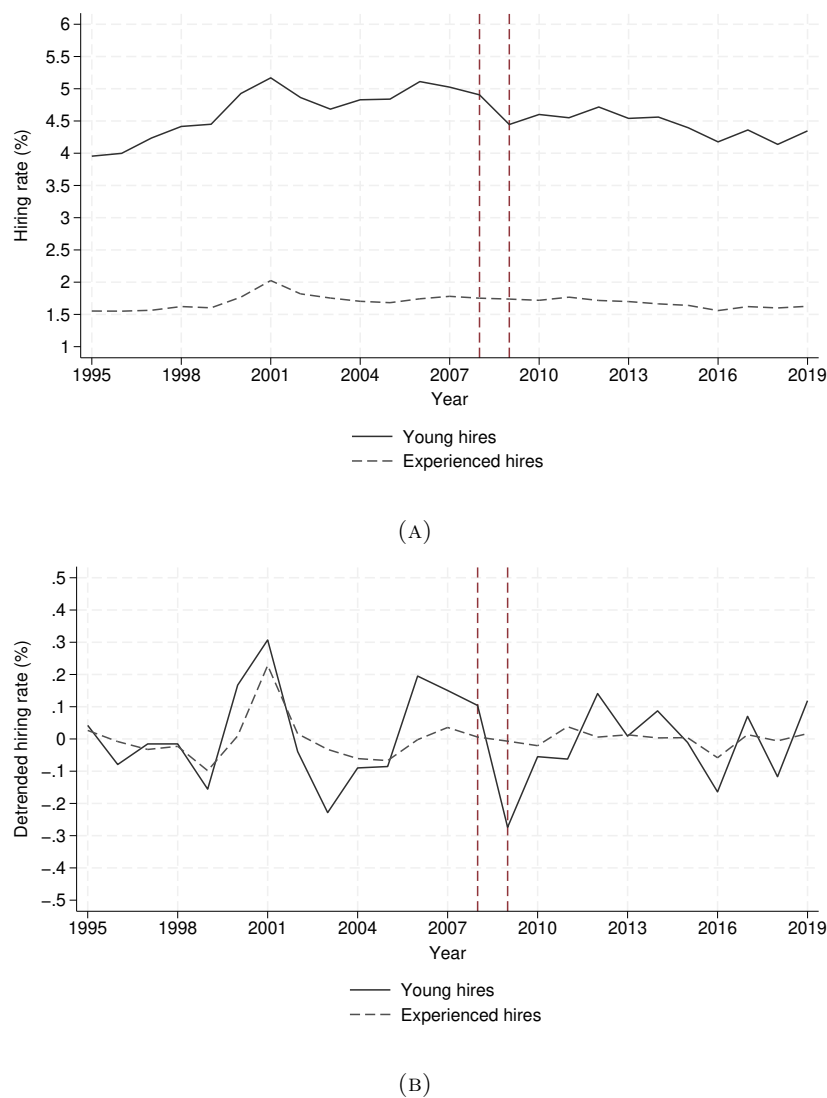 6
5.5
5
4.5
4
3.5
3
2.5
2
1.5
1
Hiring rate (%)
1995 1998 2001 2004 2007 2010 2013 2016 2019
Year
Young hires
Experienced hires
(A)
.5
.4
.3
.2
.1
0
−.1
−.2
−.3
−.4
−.5
Detrended hiring rate (%)
1995 1998 2001 2004 2007 2010 2013 2016 2019
Year
Young hires
Experienced hires
(B)